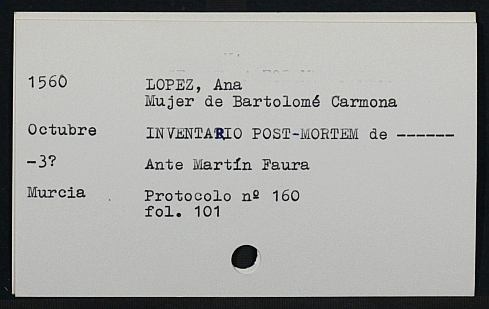 1560 LOPEZ, Ana
Mujer de Bartolomé Carmona
Octubre INVENTARIO POST-MORTEM de ------
-3? Ante Martín Faura
Murcia Protocolo nº 160
fol. 101